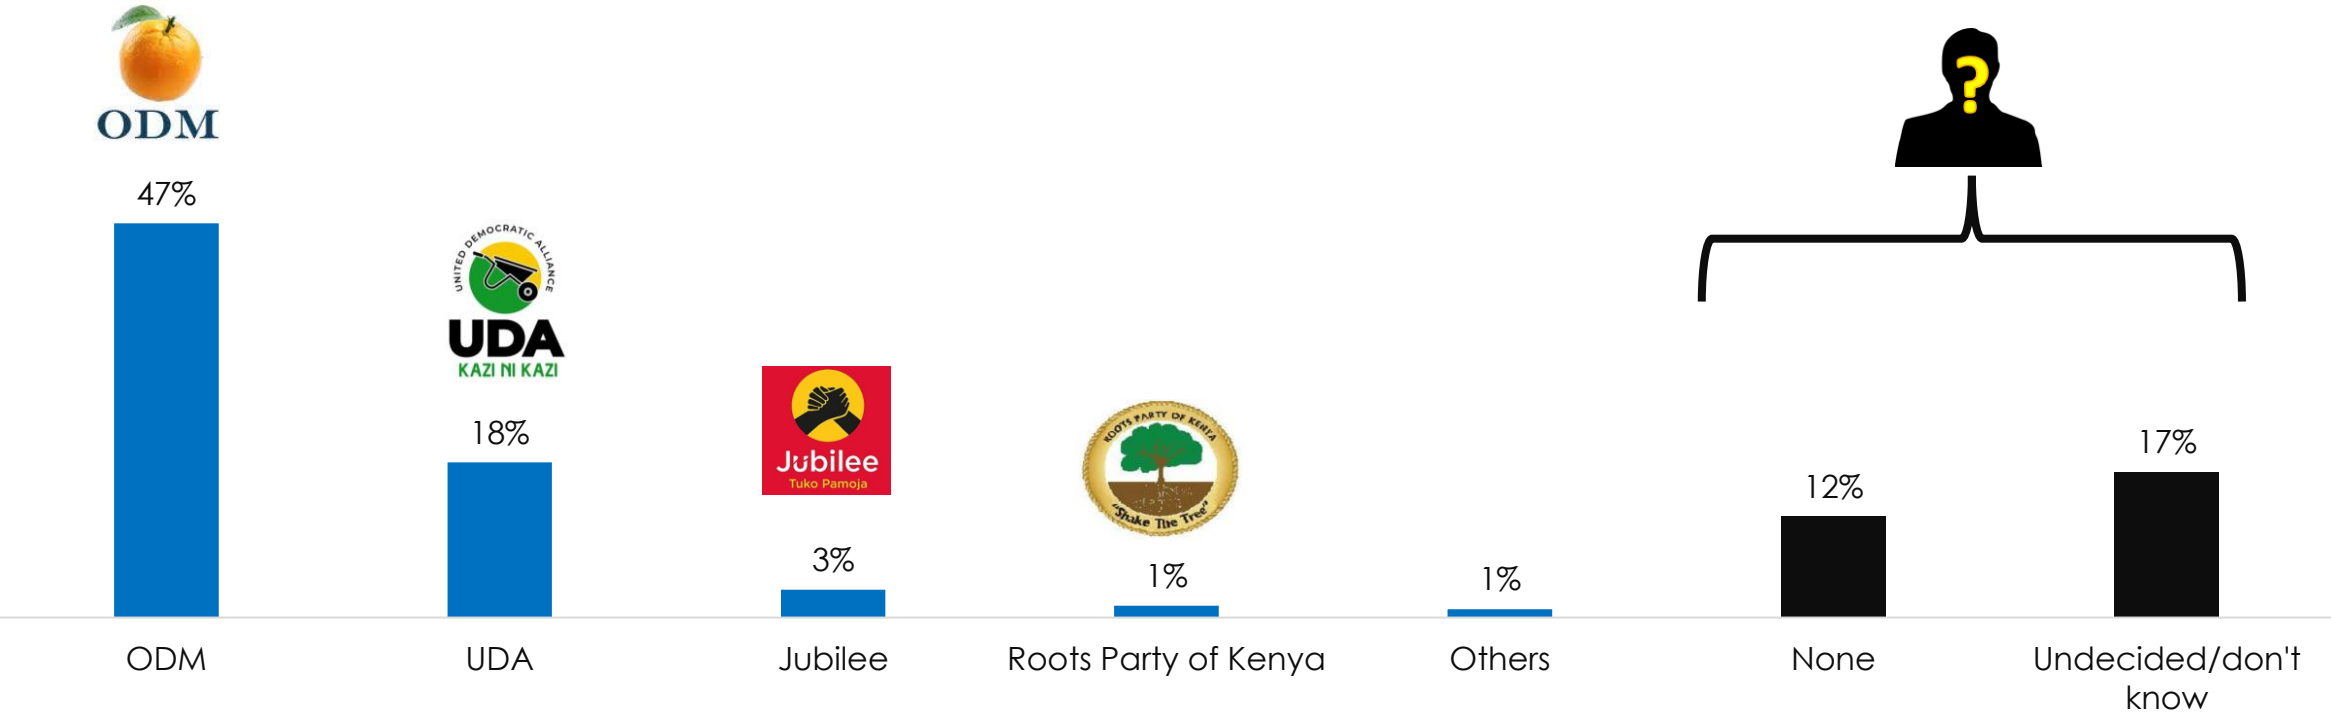 ODM
47%
UNITED DEMOCRATIC ALLIANCE
UDA
KAZI NI KAZI
18%
Jubilee
Tuko Pamoja
3%
ROOTS PARTY OF KENYA
"Shake The Tree"
1%
1%
?
12%
17%
ODM
UDA
Jubilee
Roots Party of Kenya
Others
None
Undecided/don't
know